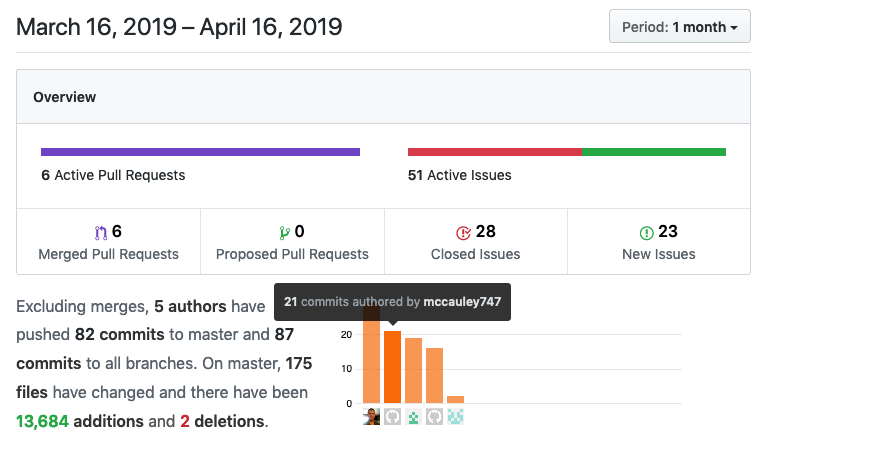 March 16, 2019 – April 16, 2019
Period: 1 month
Overview
6 Active Pull Requests
51 Active Issues
6
Merged Pull Requests
0
Proposed Pull Requests
28
Closed Issues
23
New Issues
Excluding merges, 5 authors have
pushed 82 commits to master and 87
commits to all branches. On master, 175
files have changed and there have been
13,684 additions and 2 deletions.
21 commits authored by mccauley747
20
10
0